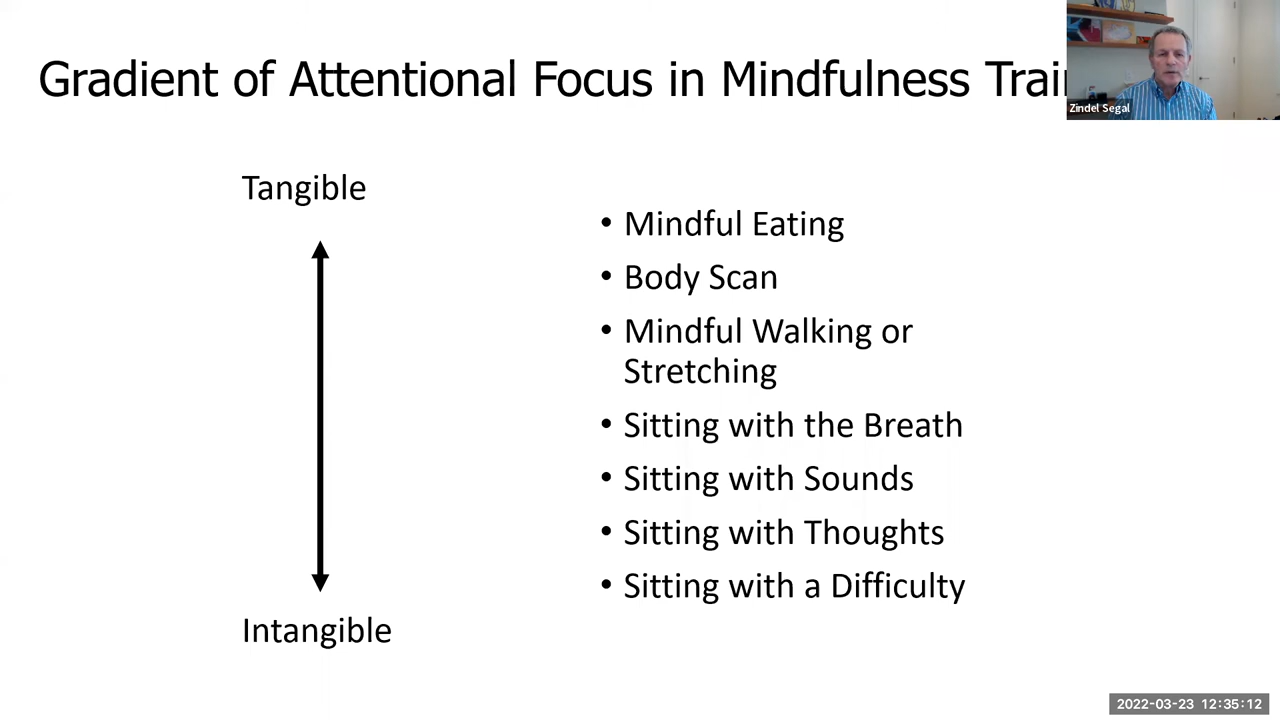 Gradient of Attentional Focus in Mindfulness Trai
Zindel Segal
Tangible
• Mindful Eating
• Body Scan
• Mindful Walking or
Stretching
• Sitting with the Breath
• Sitting with Sounds
• Sitting with Thoughts
• Sitting with a Difficulty
Intangible
2022-03-23 12:35:12